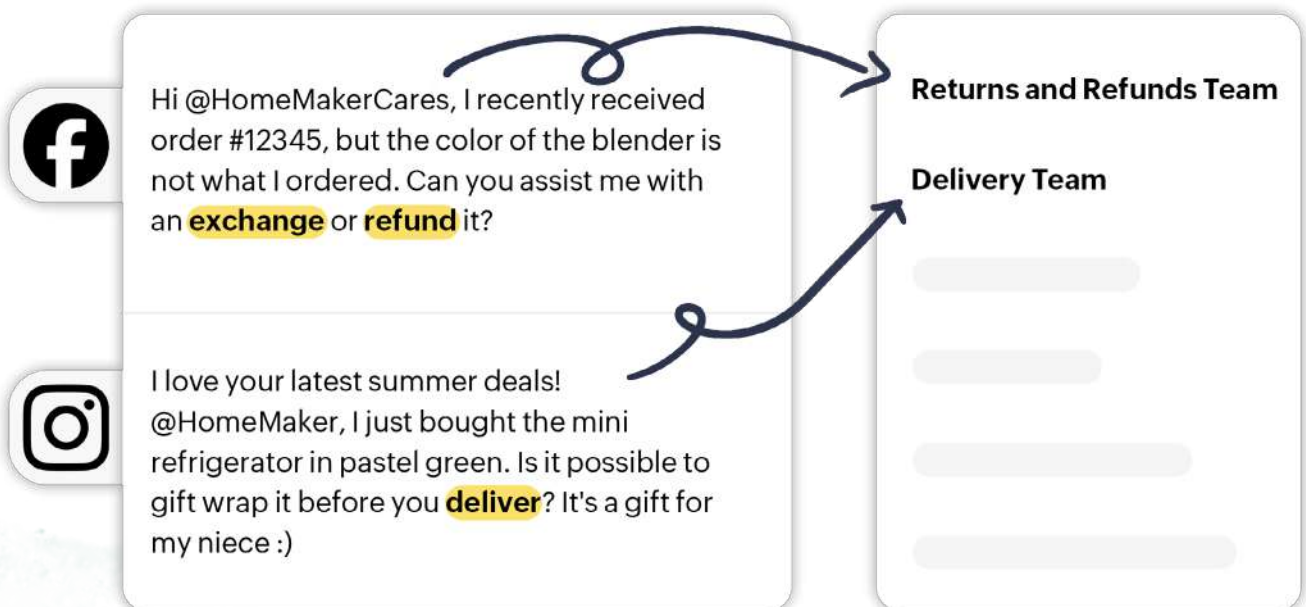 Hi @HomeMakerCares, I recently received
order #12345, but the color of the blender is
not what I ordered. Can you assist me with
an exchange or refund it?
I love your latest summer deals!
@HomeMaker, I just bought the mini
refrigerator in pastel green. Is it possible to
gift wrap it before you deliver? It's a gift for
my niece :)
Returns and Refunds Team
Delivery Team